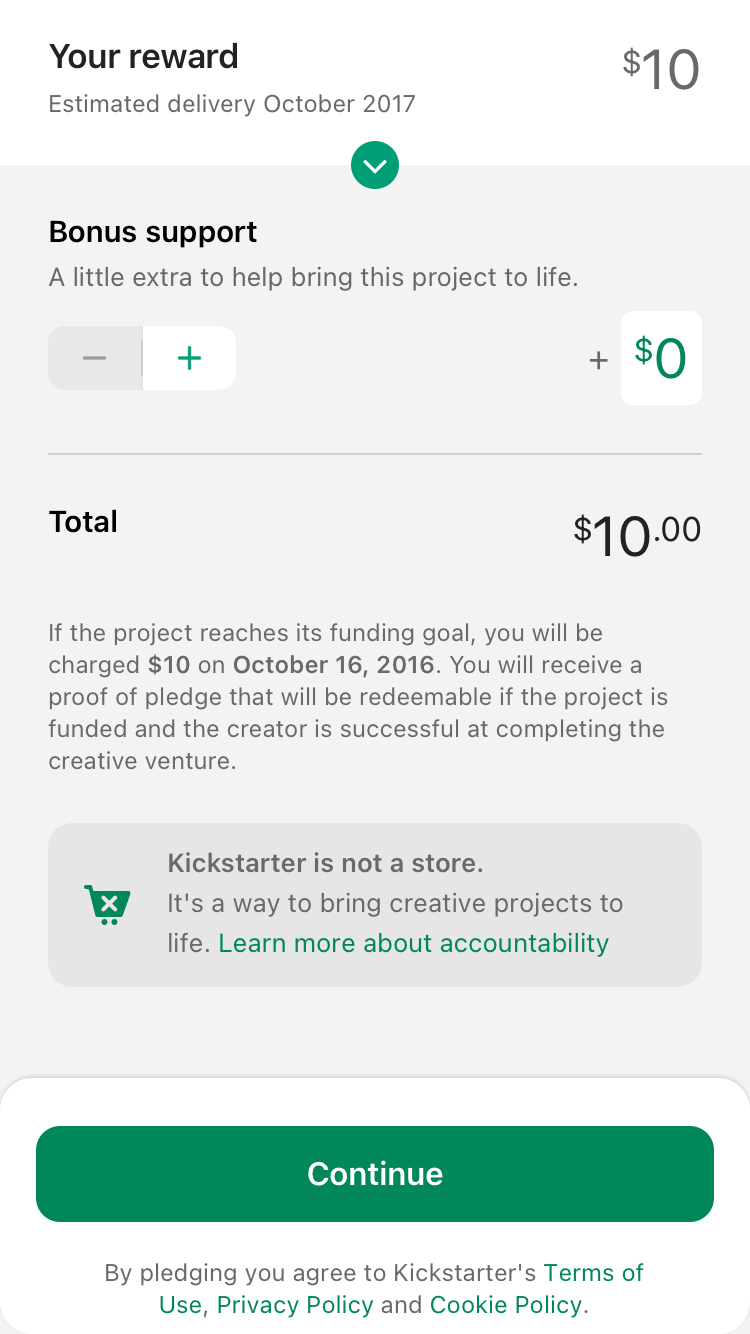 Your reward
$10
Estimated delivery October 2017
Bonus support
A little extra to help bring this project to life.
− +
+ $0
Total
$10.00
If the project reaches its funding goal, you will be
charged $10 on October 16, 2016. You will receive a
proof of pledge that will be redeemable if the project is
funded and the creator is successful at completing the
creative venture.
Kickstarter is not a store.
It's a way to bring creative projects to
life. Learn more about accountability
Continue
By pledging you agree to Kickstarter's Terms of
Use, Privacy Policy and Cookie Policy.